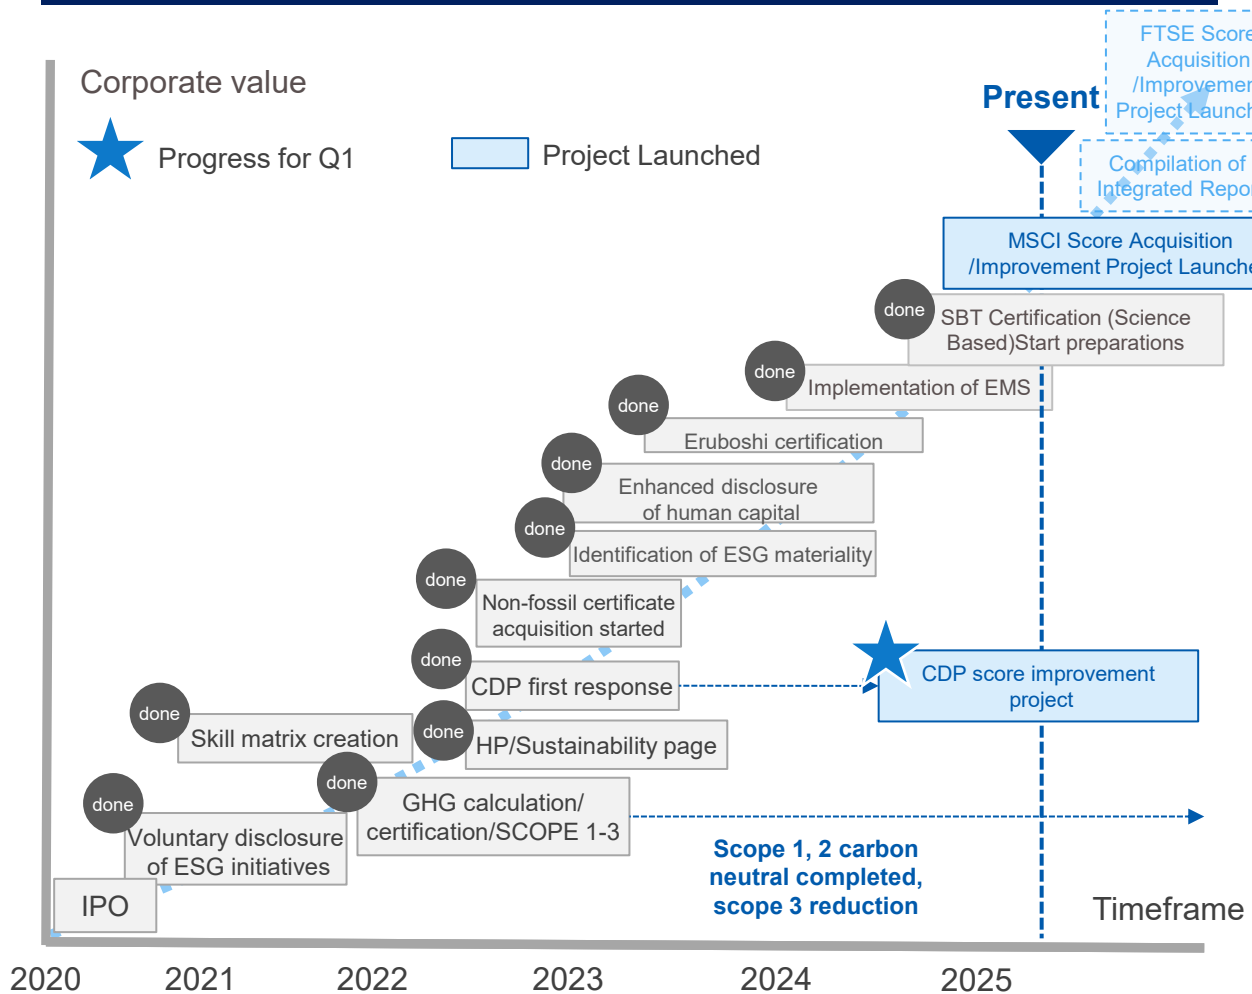 FTSE Score
Acquisition
/Improvemen
Project Launch
Corporate value
Present
Progress for Q1
Project Launched
Compilation of
Integrated Repor
MSCI Score Acquisition
/Improvement Project Launche
done
SBT Certification (Science
Based)Start preparations
done
Implementation of EMS
done
Eruboshi certification
done
Enhanced disclosure
of human capital
done
Identification of ESG materiality
done
Non-fossil certificate
acquisition started
done
CDP first response
CDP score improvement
project
done
Skill matrix creation
done
HP/Sustainability page
done
GHG calculation/
certification/SCOPE 1-3
done
Voluntary disclosure
of ESG initiatives
Scope 1, 2 carbon
neutral completed,
scope 3 reduction
IPO
Timeframe
2020 2021 2022 2023 2024 2025